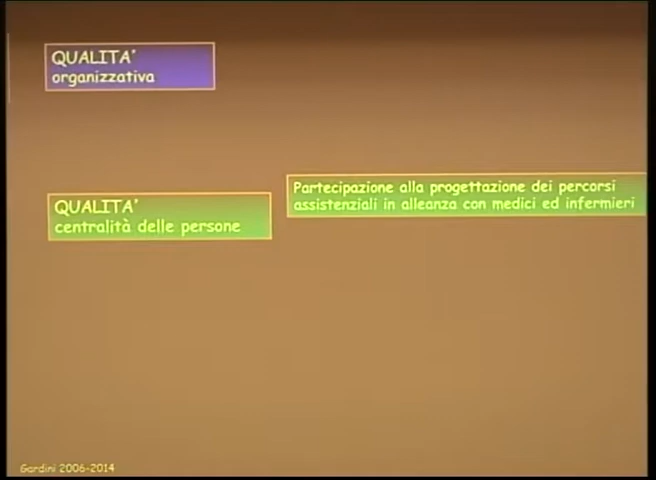 QUALITA'
organizzativa
QUALITA'
centralità delle persone
Partecipazione alla progettazione dei percorsi
assistenziali in alleanza con medici ed infermieri
Gardini 2006-2014